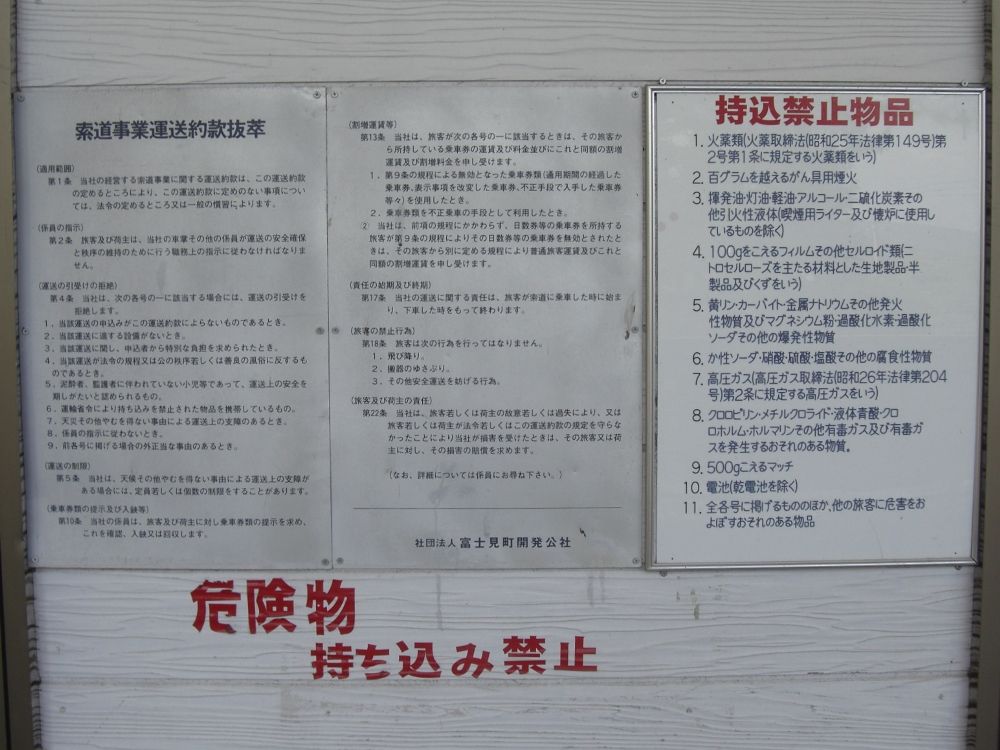 索道事業運送約款抜萃
(適用範囲)
第1条 当社の経営する索道事業に関する運送約款は、この運送約款
の定めるところにより、この運送約款に定めのない事項につい
ては、法令の定めるところ又は一般の慣習によります。
(係員の指示)
第2条 旅客及び荷主は、当社の車掌その他の係員が運送の安全確保
と秩序の維持のために行う職務上の指示に従わなければなりま
せん。
(運送の引受けの拒絶)
第4条 当社は、次の各号の一に該当する場合には、運送の引受けを
拒絶します。
1．当該運送の申込みがこの運送約款によらないものであるとき。
2．当該運送に適する設備がないとき。
3．当該運送に関し、申込者から特別な負担を求められたとき。
4．当該運送が法令の規程又は公の秩序若しくは善良の風俗に反するも
のであるとき。
5．泥酔者、監護者に伴われていない小児等であって、運送上の安全を
期しがたいと認められるもの。
6．運輸省令により持ち込みを禁止された物品を携帯しているもの。
7．天災その他やむを得ない事由による運送上の支障のあるとき。
8．係員の指示に従わないとき。
9．前各号に掲げる場合の外正当な事由のあるとき。
(運送の制限)
第5条 当社は、天候その他やむを得ない事由による運送上の支障が
ある場合には、定員若しくは個数の制限をすることがあります。
(乗車券類の提示及び入鋏等)
第10条 当社の係員は、旅客及び荷主に対し乗車券類の提示を求め、
これを確認、入鋏又は回収します。
(割増運賃等)
第13条 当社は、旅客が次の各号の一に該当するときは、その旅客か
ら所持している乗車券の運賃及び料金並びにこれと同額の割増
運賃及び割増料金を申し受けます。
1．第9条の規程による無効となった乗車券類(通用期間の経過した
乗車券、表示事項を改変した乗車券、不正手段で入手した乗車券
等々)を使用したとき。
2．乗車券類を不正乗車の手段として利用したとき。
② 当社は、前項の規程にかかわらず、日数券等の乗車券を所持する
旅客が第9条の規程によりその日数券等の乗車券を無効とされたと
きは、その旅客から別に定める規程により普通旅客運賃及びこれと
同額の割増運賃を申し受けます。
(責任の始期及び終期)
第17条 当社の運送に関する責任は、旅客が索道に乗車した時に始ま
り、下車した時をもって終わります。
(旅客の禁止行為)
第18条 旅客は次の行為を行ってはなりません。
1．飛び降り。
2．搬器のゆさぶり。
3．その他安全運送を妨げる行為。
(旅客及び荷主の責任)
第22条 当社は、旅客若しくは荷主の故意若しくは過失により、又は
旅客若しくは荷主が法令若しくはこの運送約款の規定を守らな
かったことにより当社が損害を受けたときは、その旅客又は荷
主に対し、その損害の賠償を求めます。
(なお、詳細については係員にお尋ね下さい。)
社団法人 富士見町開発公社
持込禁止物品
1. 火薬類(火薬取締法(昭和25年法律第149号)第
2号第1条に規定する火薬類をいう)
2. 百グラムを越えるがん具用煙火
3. 揮発油・灯油・軽油・アルコール・二硫化炭素その
他引火性液体(喫煙用ライター及び懐炉に使用し
ているものを除く)
4. 100gをこえるフィルムその他セルロイド類(ニ
トロセルローズを主たる材料とした生地製品・半
製品及びくずをいう)
5. 黄リン・カーバイト・金属ナトリウムその他発火
性物質及びマグネシウム粉・過酸化水素・過酸化
ソーダその他の爆発性物質
6. か性ソーダ・硝酸・硫酸・塩酸その他の腐食性物質
7. 高圧ガス(高圧ガス取締法(昭和26年法律第204
号)第2条に規定する高圧ガスをいう)
8. クロロピリン・メチルクロライド・液体青酸・クロ
ロホルム・ホルマリンその他有毒ガス及び有毒ガ
スを発生するおそれのある物質。
9. 500gこえるマッチ
10. 電池(乾電池を除く)
11. 全各号に掲げるもののほか、他の旅客に危害をお
よぼすおそれのある物品
危険物
持ち込み禁止